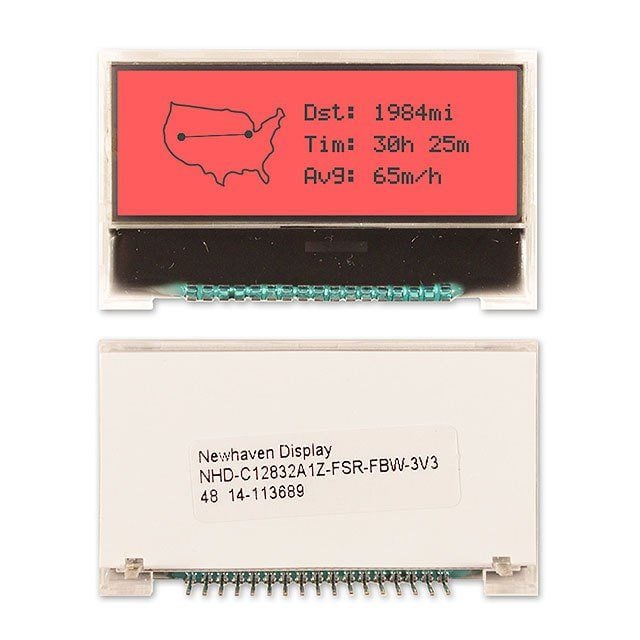 Dst: 1984mi
Tim: 30h 25m
Avg: 65m/h
Newhaven Display
NHD-C12832A1Z-FSR-FBW-3V3
48 14-113689